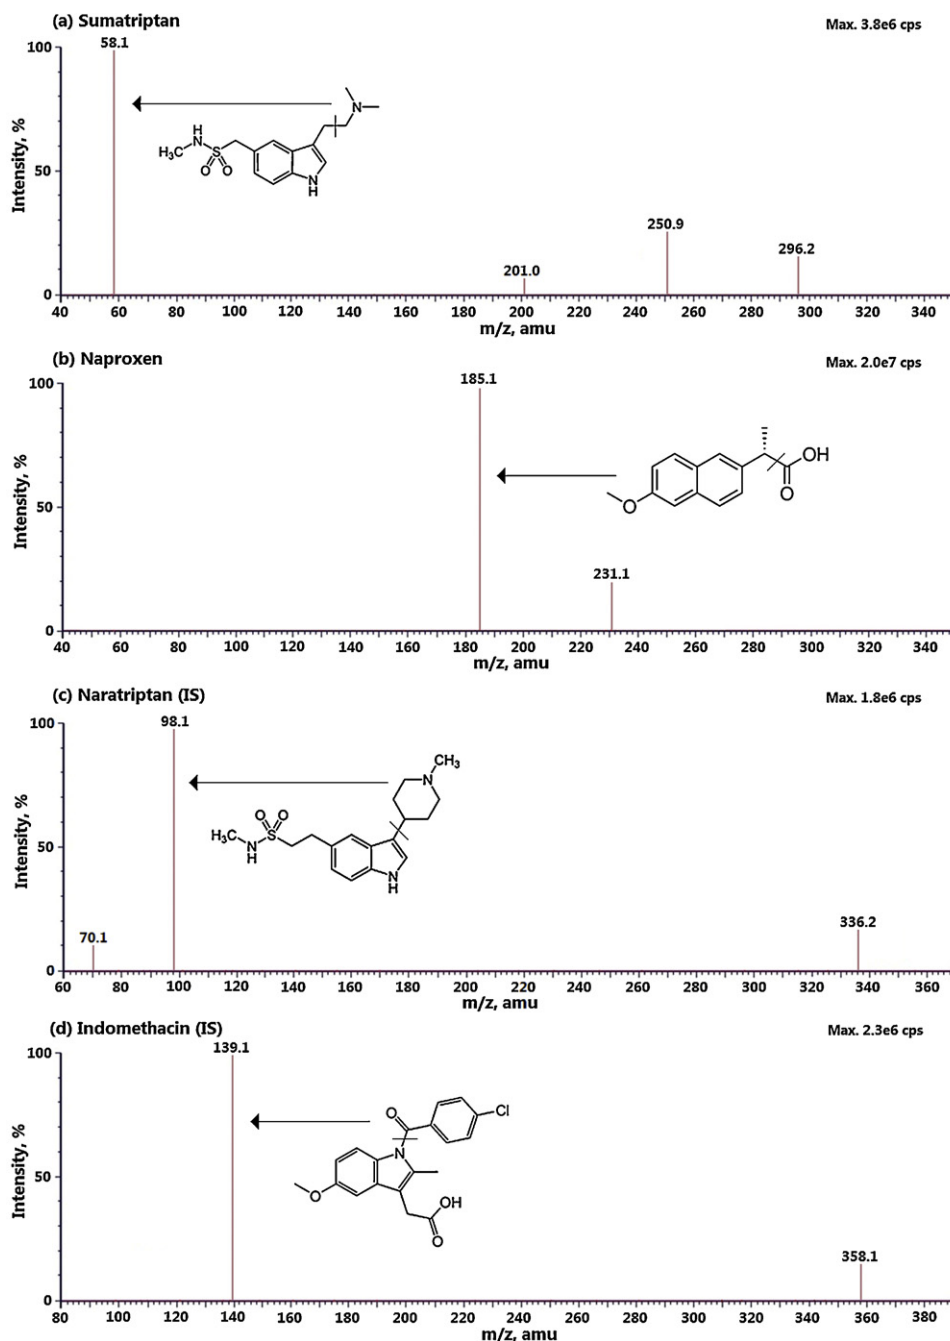 (a) Sumatriptan Max. 3.8e6 cps
100 58.1
N
H
N
H₃C S
O O
N
H
Intensity, %
50
250.9
296.2
201.0
0
40 60 80 100 120 140 160 180 200 220 240 260 280 300 320 340
m/z, amu
(b) Naproxen Max. 2.0e7 cps
100 185.1
OH
O
O
Intensity, %
50
231.1
0
40 60 80 100 120 140 160 180 200 220 240 260 280 300 320 340
m/z, amu
(c) Naratriptan (IS) Max. 1.8e6 cps
100 98.1
CH₃
N
O O
H₃C S
N
H
N
H
Intensity, %
50
336.2
70.1
0
60 80 100 120 140 160 180 200 220 240 260 280 300 320 340 360
m/z, amu
(d) Indomethacin (IS) Max. 2.3e6 cps
100 139.1
Cl
O
N
O
OH
O
Intensity, %
50
358.1
0
80 100 120 140 160 180 200 220 240 260 280 300 320 340 360 380
m/z, amu